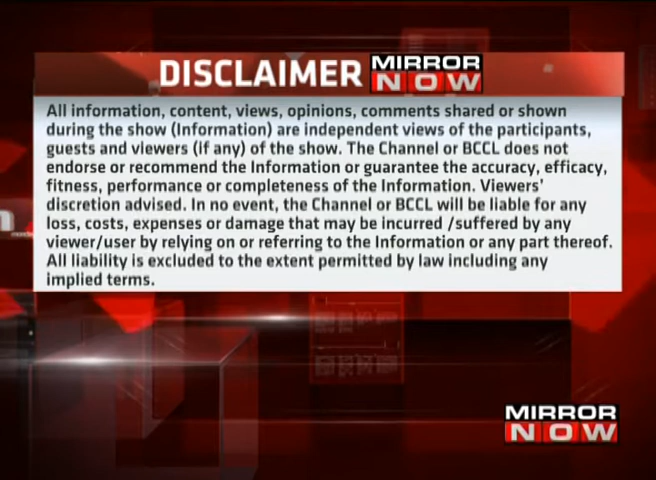 DISCLAIMER MIRROR NOW
All information, content, views, opinions, comments shared or shown
during the show (Information) are independent views of the participants,
guests and viewers (if any) of the show. The Channel or BCCL does not
endorse or recommend the Information or guarantee the accuracy, efficacy,
fitness, performance or completeness of the Information. Viewers'
discretion advised. In no event, the Channel or BCCL will be liable for any
loss, costs, expenses or damage that may be incurred /suffered by any
viewer/user by relying on or referring to the Information or any part thereof.
All liability is excluded to the extent permitted by law including any
implied terms.
MIRROR
NOW